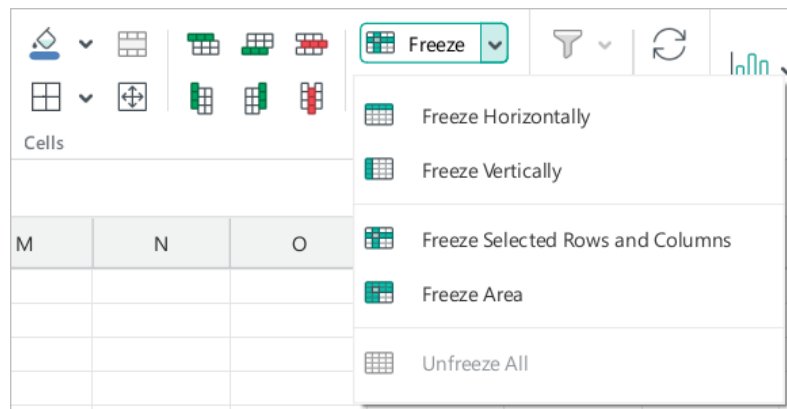 Freeze
Freeze Horizontally
Cells
Freeze Vertically
M N O
Freeze Selected Rows and Columns
Freeze Area
Unfreeze All